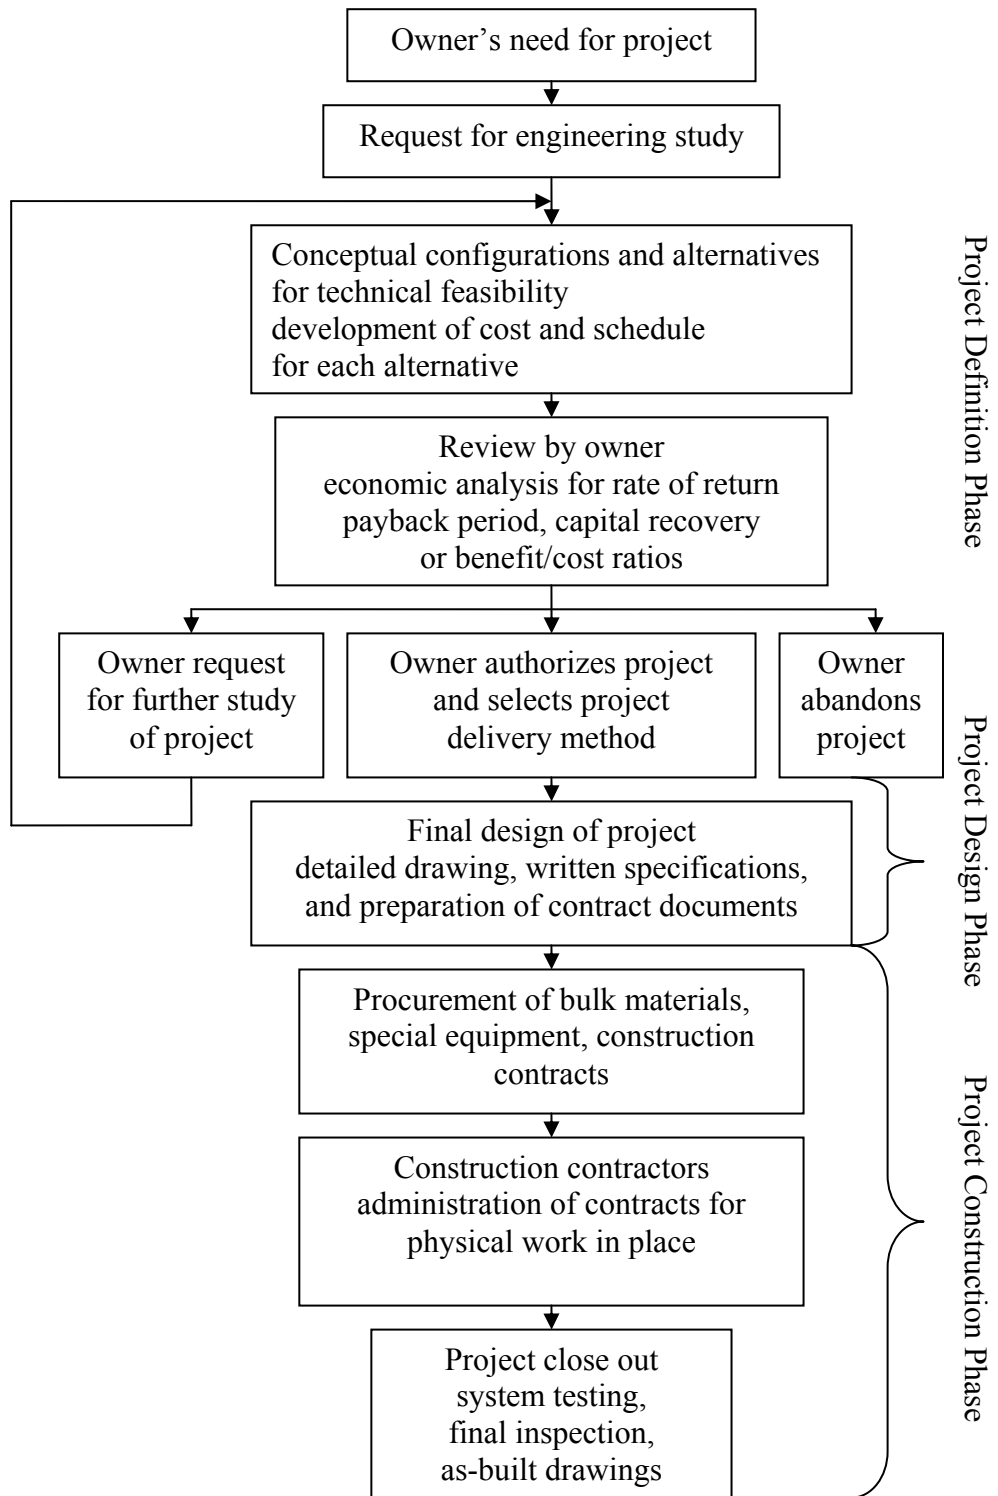 Owner’s need for project
Request for engineering study
Conceptual configurations and alternatives
for technical feasibility
development of cost and schedule
for each alternative
Review by owner
economic analysis for rate of return
payback period, capital recovery
or benefit/cost ratios
Project Definition Phase
Owner request
for further study
of project
Owner authorizes project
and selects project
delivery method
Owner
abandons
project
Final design of project
detailed drawing, written specifications,
and preparation of contract documents
Project Design Phase
Procurement of bulk materials,
special equipment, construction
contracts
Construction contractors
administration of contracts for
physical work in place
Project close out
system testing,
final inspection,
as-built drawings
Project Construction Phase